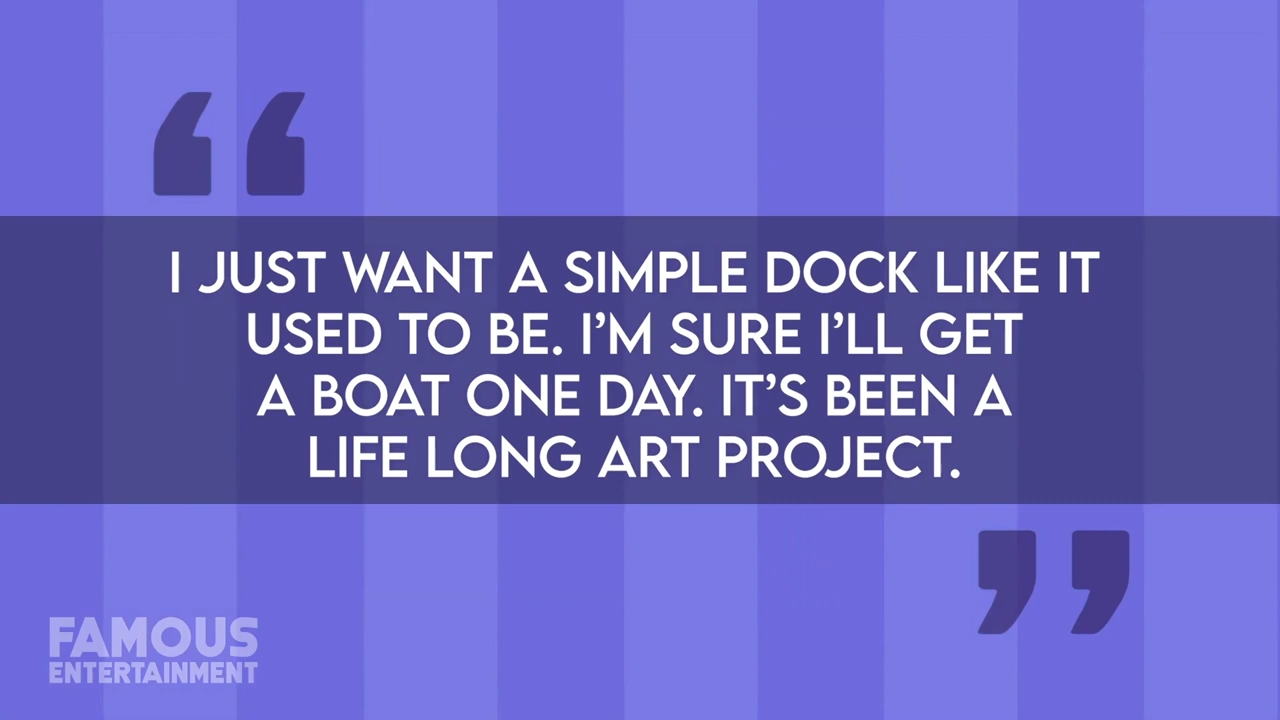 I JUST WANT A SIMPLE DOCK LIKE IT
USED TO BE. I'M SURE I'LL GET
A BOAT ONE DAY. IT'S BEEN A
LIFE LONG ART PROJECT.
FAMOUS
ENTERTAINMENT